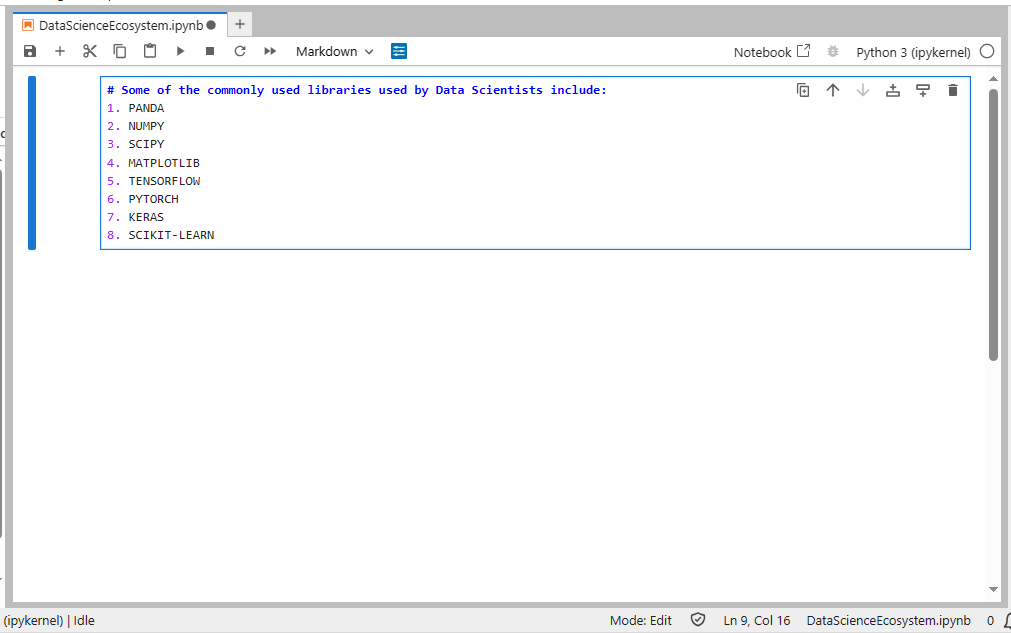 DataScienceEcosystem.ipynb
Markdown
Notebook
Python 3 (ipykernel)
# Some of the commonly used libraries used by Data Scientists include:
1. PANDA
2. NUMPY
3. SCIPY
4. MATPLOTLIB
5. TENSORFLOW
6. PYTORCH
7. KERAS
8. SCIKIT-LEARN
(ipykernel) | Idle
Mode: Edit
Ln 9, Col 16
DataScienceEcosystem.ipynb
0